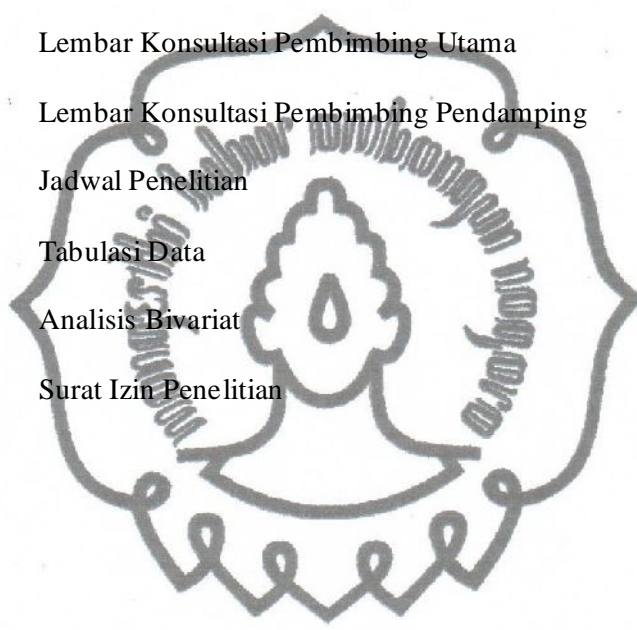 Lembar Konsultasi Pembimbing Utama
Lembar Konsultasi Pembimbing Pendamping
Jadwal Penelitian
Tabulasi Data
Analisis Bivariat
Surat Izin Penelitian